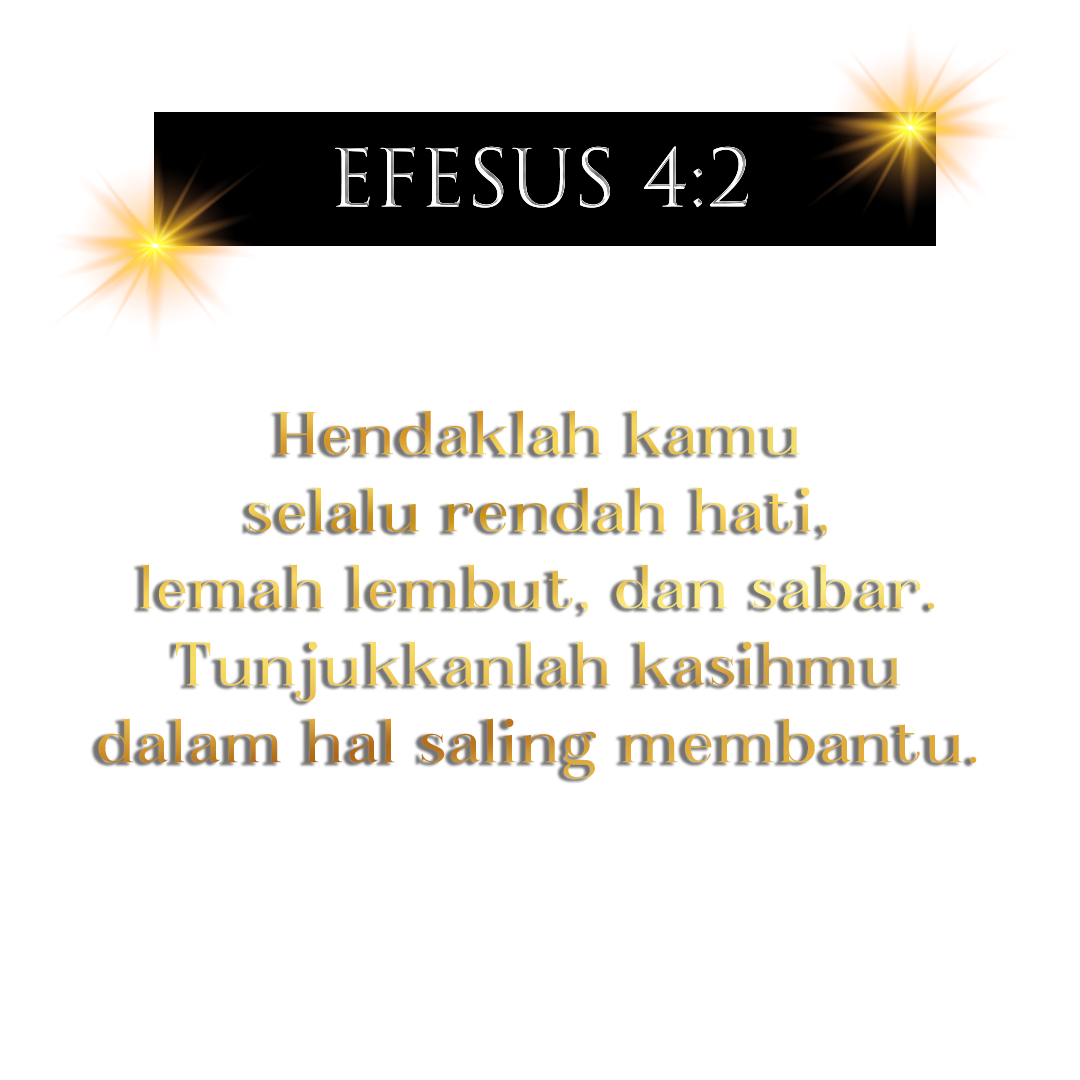 EFESUS 4:2
Hendaklah kamu
selalu rendah hati,
lemah lembut, dan sabar.
Tunjukkanlah kasihmu
dalam hal saling membantu.